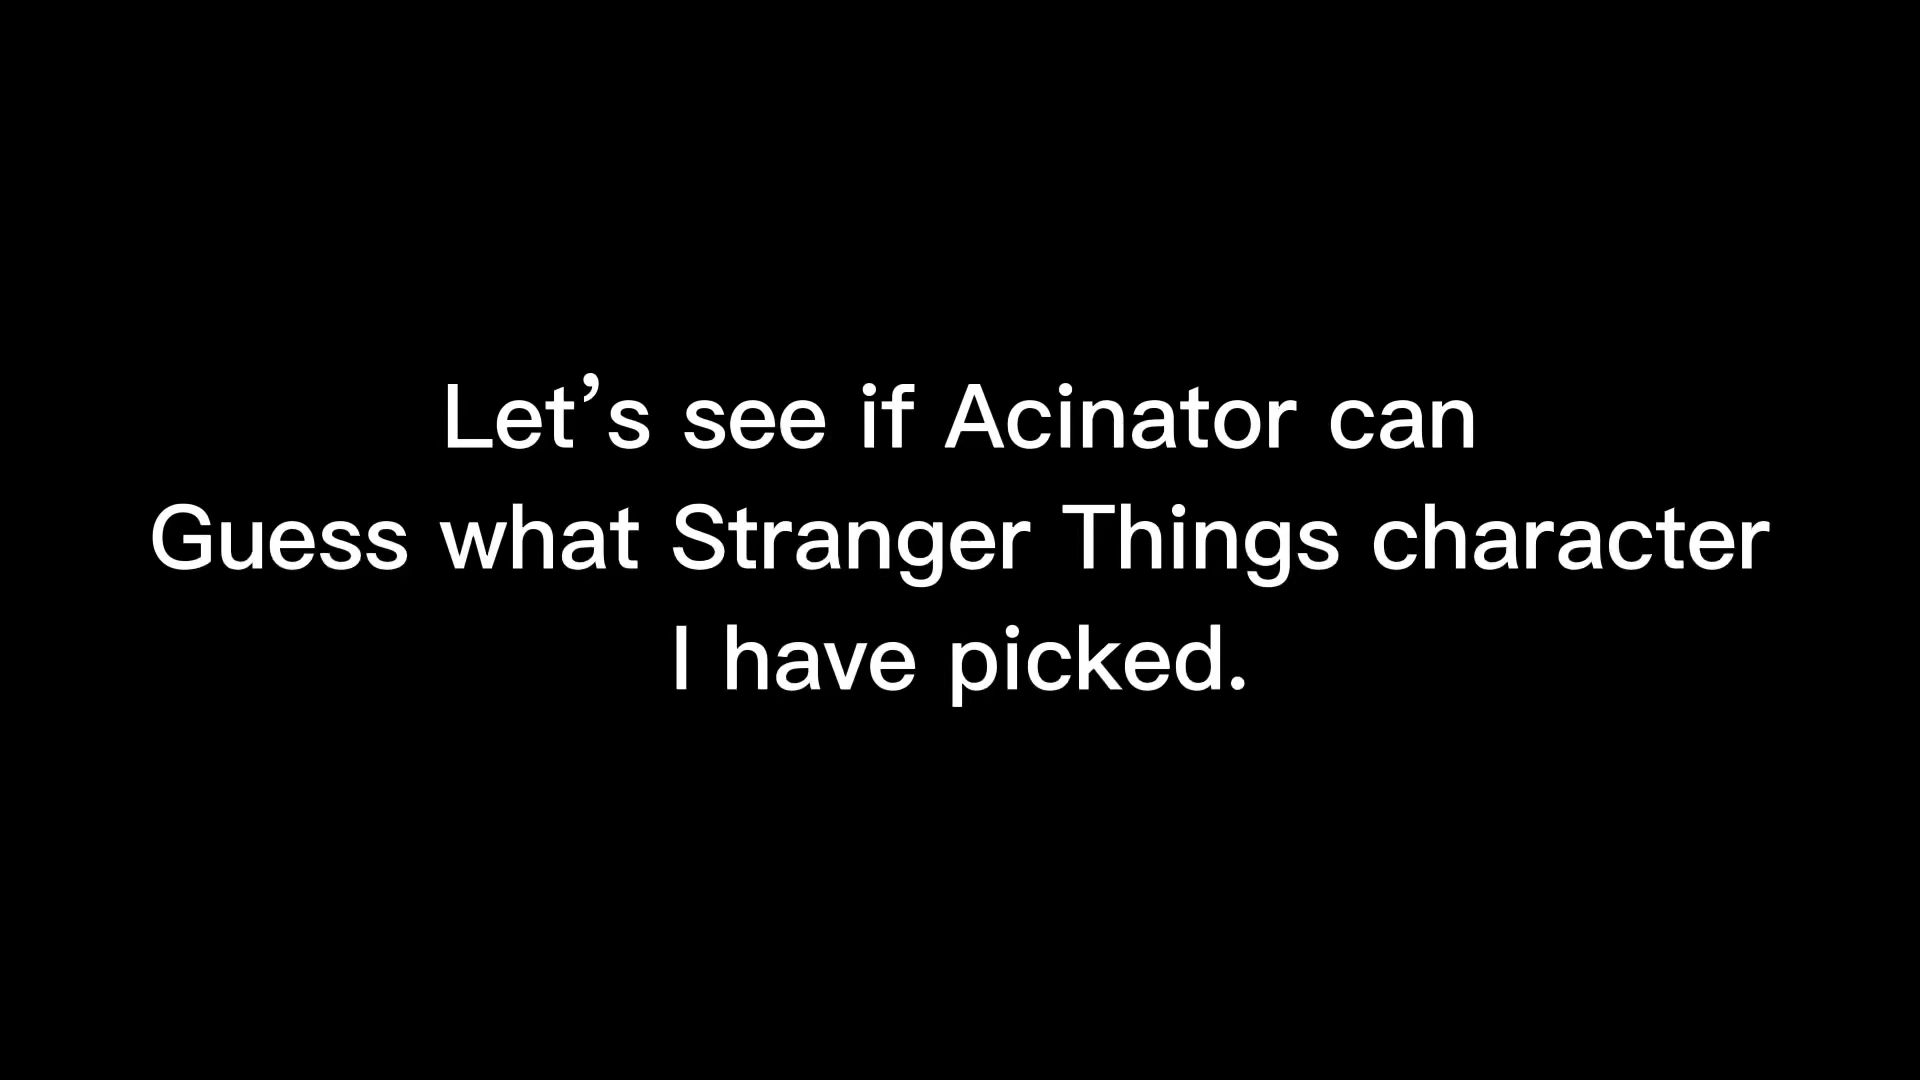 Let’s see if Acinator can
Guess what Stranger Things character
I have picked.